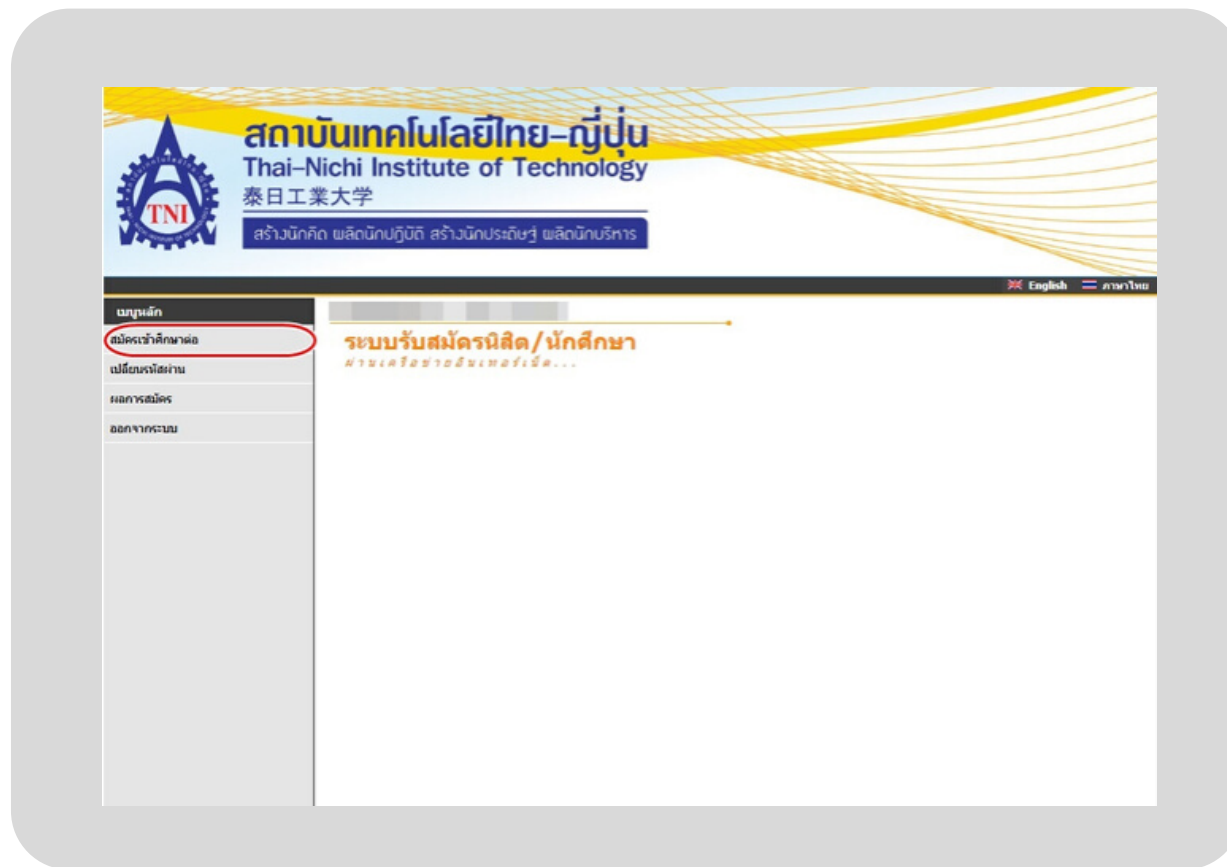 สถาบันเทคโนโลยีไทย-ญี่ปุ่น
Thai-Nichi Institute of Technology
泰日工業大学
TNI
สร้างนักคิด ผลิตนักปฏิบัติ สร้างนักประดิษฐ์ ผลิตนักบริหาร
English ภาษาไทย
เมนูหลัก
สมัครเข้าศึกษาต่อ
เปลี่ยนรหัสผ่าน
ผลการสมัคร
ออกจากระบบ
ระบบรับสมัครนิสิต/นักศึกษา
ผ่านเครือข่ายอินเทอร์เน็ต...